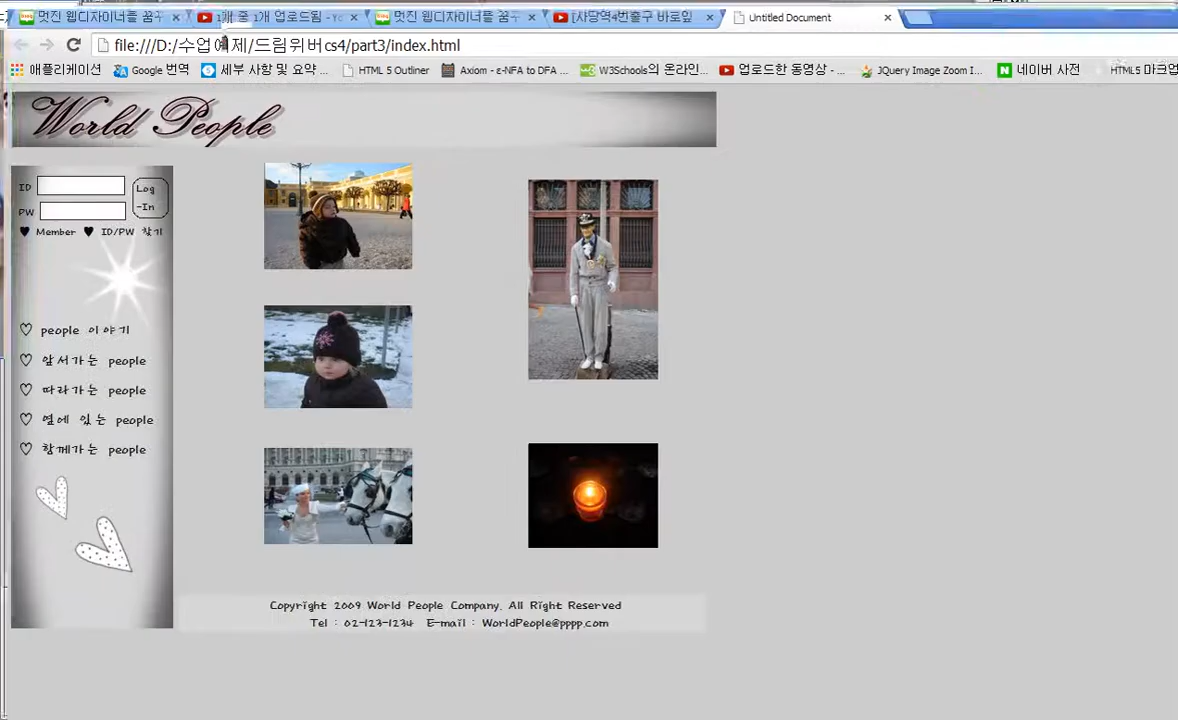 멋진 웹디자이너를 꿈꾸
1개 중 1개 업로드됨 - Yo
멋진 웹디자이너를 꿈꾸
[사당역4번출구 바로앞
Untitled Document
file:///D:/수업예제/드림위버cs4/part3/index.html
애플리케이션
Google 번역
세부 사항 및 요약 ...
HTML 5 Outliner
Axiom - ε-NFA to DFA ...
W3Schools의 온라인...
업로드한 동영상 - ...
JQuery Image Zoom I...
네이버 사전
HTML5 마크업
World People
ID
Log
-In
PW
♥ Member ♥ ID/PW 찾기
♡ people 이야기
♡ 앞서가는 people
♡ 따라가는 people
♡ 옆에 있는 people
♡ 함께가는 people
Copyright 2009 World People Company. All Right Reserved
Tel : 02-123-1234 E-mail : WorldPeople@pppp.com